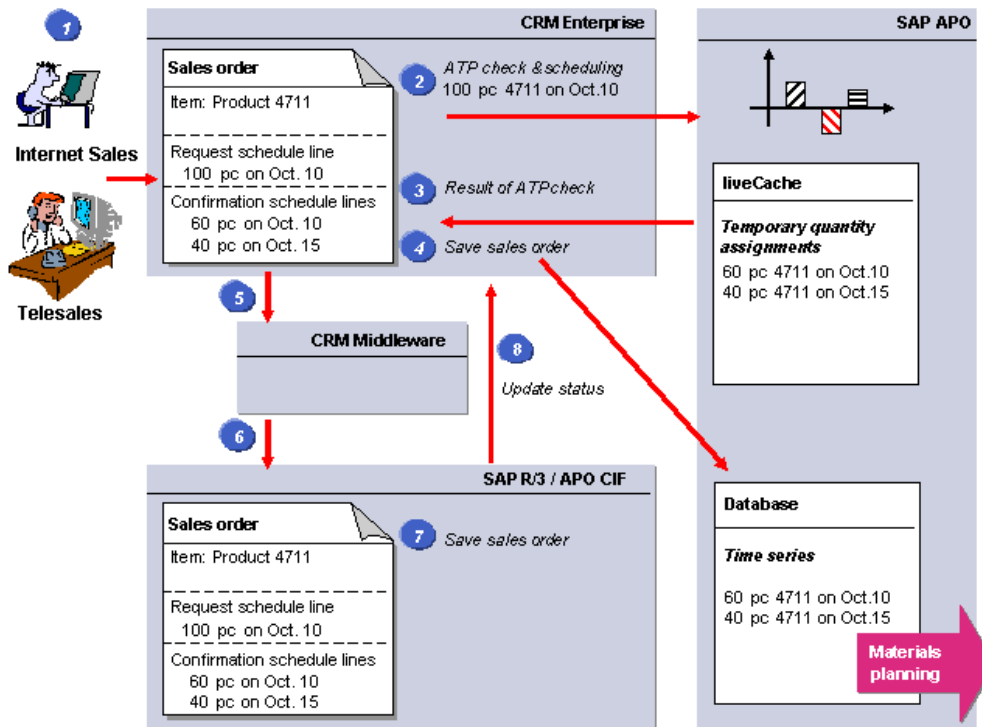 1
Internet Sales
Telesales
CRM Enterprise
Sales order
Item: Product 4711
Request schedule line
100 pc on Oct. 10
Confirmation schedule lines
60 pc on Oct. 10
40 pc on Oct. 15
2
ATP check & scheduling
100 pc 4711 on Oct.10
3
Result of ATP check
4
Save sales order
SAP APO
liveCache
Temporary quantity
assignments
60 pc 4711 on Oct.10
40 pc 4711 on Oct.15
5
CRM Middleware
8
Update status
6
SAP R/3 / APO CIF
Sales order
Item: Product 4711
Request schedule line
100 pc on Oct. 10
Confirmation schedule lines
60 pc on Oct. 10
40 pc on Oct. 15
7
Save sales order
Database
Time series
60 pc 4711 on Oct.10
40 pc 4711 on Oct.15
Materials
planning